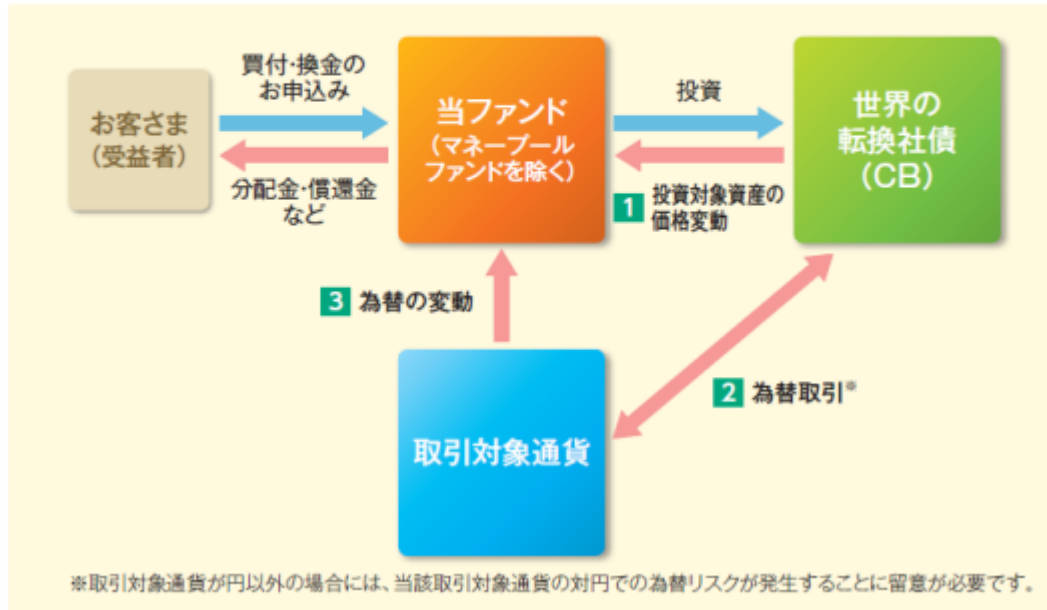 買付・換金の
お申込み
お客さま
（受益者）
分配金・償還金
など
当ファンド
（マネープール
ファンドを除く）
投資
1 投資対象資産の
価格変動
世界の
転換社債
（CB）
3 為替の変動
2 為替取引※
取引対象通貨
※取引対象通貨が円以外の場合には、当該取引対象通貨の対円での為替リスクが発生することに留意が必要です。